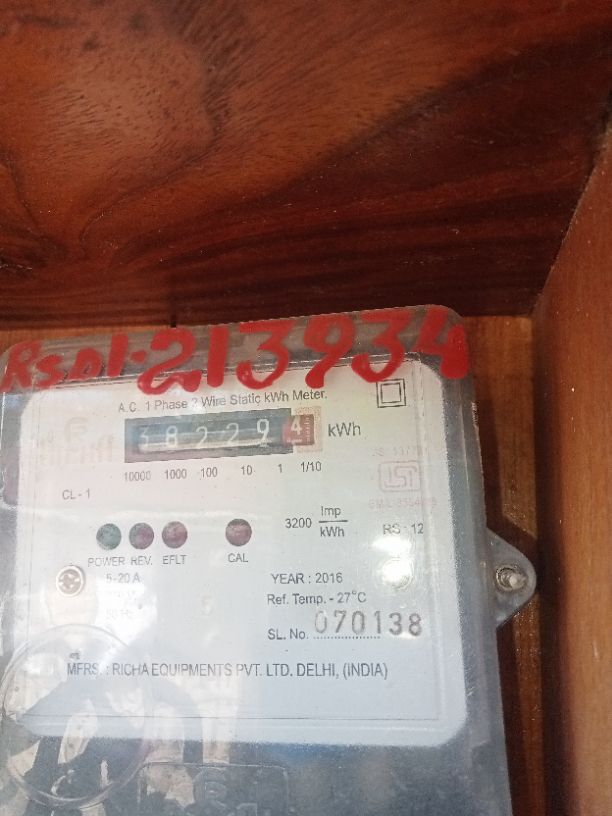 RSD1-213934
A.C. 1 Phase 2 Wire Static kWh Meter.
38229 4 kWh
10000 1000 100 10 1 1/10
CL - 1
3200 Imp/kWh
RS - 12
POWER REV. EFLT CAL
5-20 A
YEAR : 2016
Ref. Temp. - 27°C
SL. No. 070138
MFRS. : RICHA EQUIPMENTS PVT. LTD. DELHI, (INDIA)